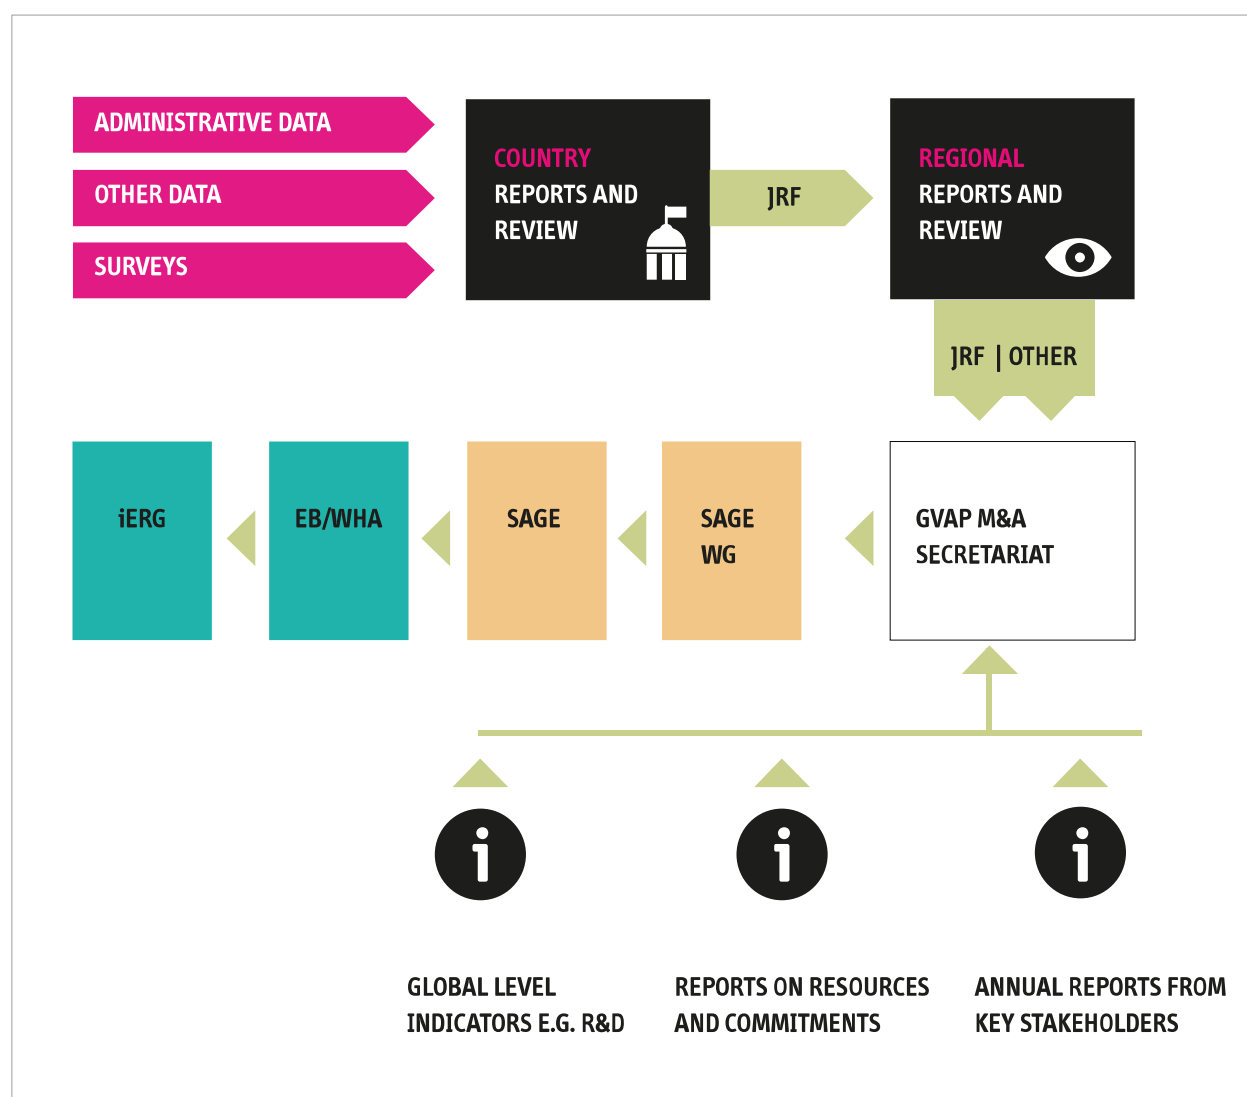 ADMINISTRATIVE DATA
OTHER DATA
SURVEYS
COUNTRY
REPORTS AND
REVIEW
JRF
REGIONAL
REPORTS AND
REVIEW
JRF | OTHER
iERG
EB/WHA
SAGE
SAGE
WG
GVAP M&A
SECRETARIAT
GLOBAL LEVEL
INDICATORS E.G. R&D
REPORTS ON RESOURCES
AND COMMITMENTS
ANNUAL REPORTS FROM
KEY STAKEHOLDERS